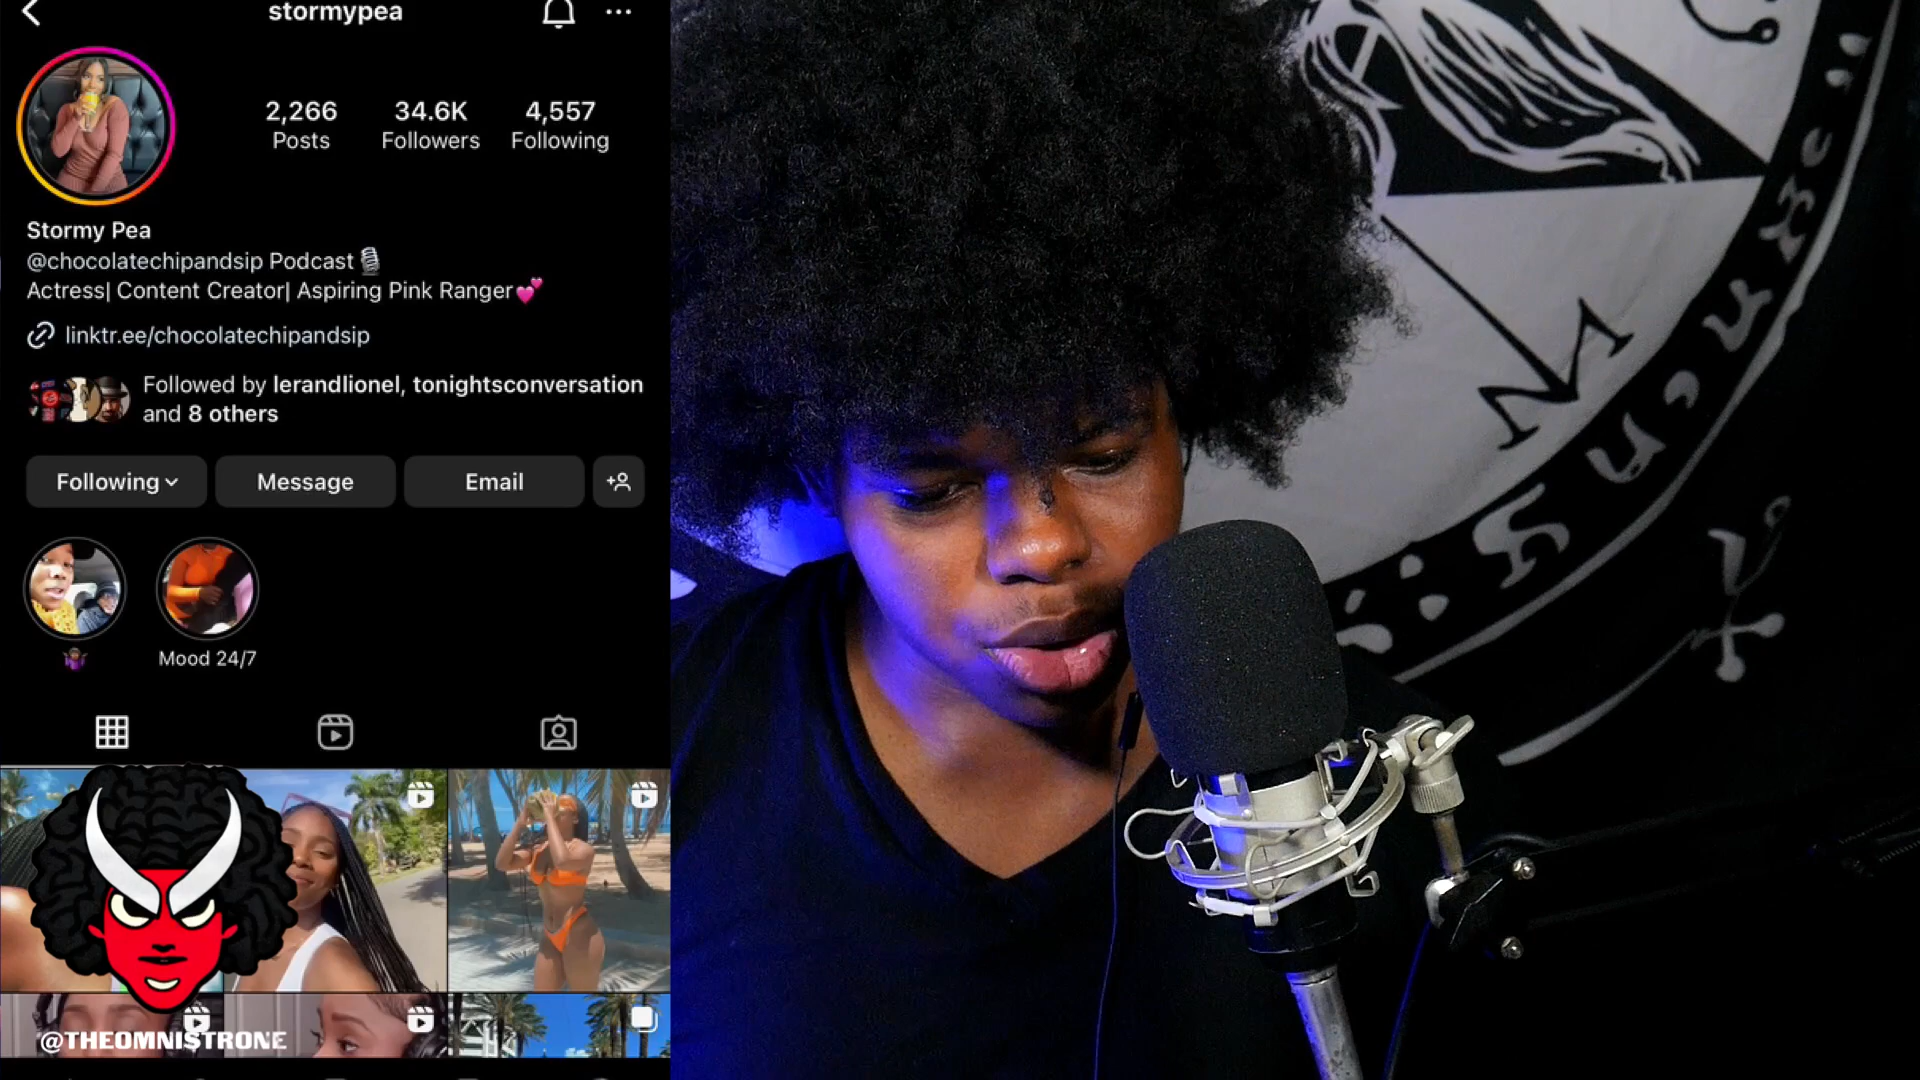 stormypea
2,266 34.6K 4,557
Posts Followers Following
Stormy Pea
@chocolatechipandsip Podcast 🎙
Actress| Content Creator| Aspiring Pink Ranger💕
linktr.ee/chocolatechipandsip
Followed by lerandlionel, tonightsconversation
and 8 others
Following Message Email
🤷🏾‍♀️ Mood 24/7
@THEOMNISTRONE